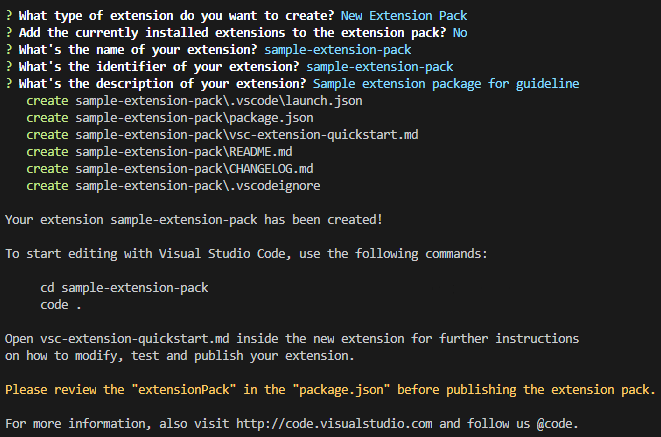 ? What type of extension do you want to create? New Extension Pack
? Add the currently installed extensions to the extension pack? No
? What's the name of your extension? sample-extension-pack
? What's the identifier of your extension? sample-extension-pack
? What's the description of your extension? Sample extension package for guideline
create sample-extension-pack\.vscode\launch.json
create sample-extension-pack\package.json
create sample-extension-pack\vsc-extension-quickstart.md
create sample-extension-pack\README.md
create sample-extension-pack\CHANGELOG.md
create sample-extension-pack\.vscodeignore
Your extension sample-extension-pack has been created!
To start editing with Visual Studio Code, use the following commands:
cd sample-extension-pack
code .
Open vsc-extension-quickstart.md inside the new extension for further instructions
on how to modify, test and publish your extension.
Please review the "extensionPack" in the "package.json" before publishing the extension pack.
For more information, also visit http://code.visualstudio.com and follow us @code.